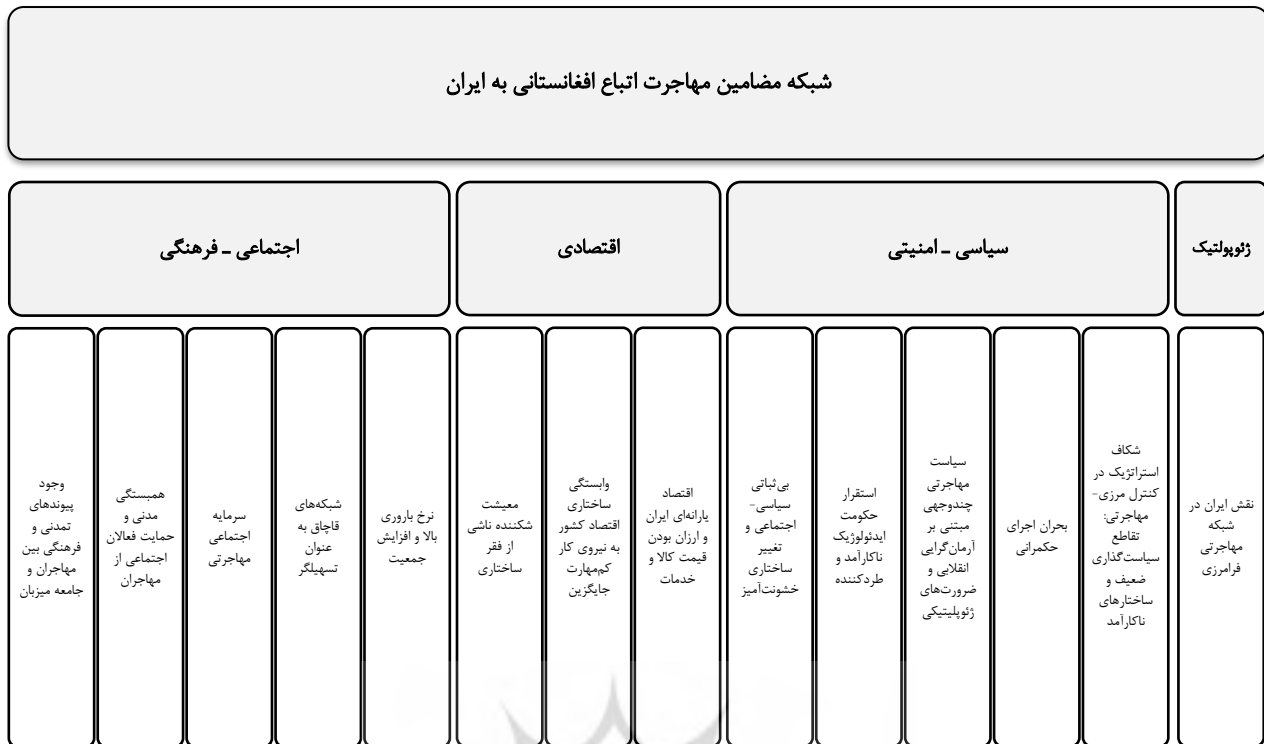 شبکه مضامین مهاجرت اتباع افغانستانی به ایران
ژئوپولتیک
سیاسی ـ امنیتی
اقتصادی
اجتماعی ـ فرهنگی
نقش ایران در
شبکه
مهاجرتی
فرامرزی
شکاف
استراتژیک در
کنترل مرزی-
مهاجرتی:
تقاطع
سیاست‌گذاری
ضعیف و
ساختارهای
ناکارآمد
بحران اجرای
حکمرانی
سیاست
مهاجرتی
چندوجهی
مبتنی بر
آرمان‌گرایی
انقلابی و
ضرورت‌های
ژئوپلیتیکی
استقرار
حکومت
ایدئولوژیک
ناکارآمد و
طردکننده
بی‌ثباتی
سیاسی-
اجتماعی و
تغییر
ساختاری
خشونت‌آمیز
اقتصاد
یارانه‌ای ایران
و ارزان بودن
قیمت کالا و
خدمات
وابستگی
ساختاری
اقتصاد کشور
به نیروی کار
کم‌مهارت
جایگزین
معیشت
شکننده ناشی
از فقر
ساختاری
نرخ باروری
بالا و افزایش
جمعیت
شبکه‌های
قاچاق به
عنوان
تسهیلگر
سرمایه
اجتماعی
مهاجرتی
همبستگی
مدنی و
حمایت فعالان
اجتماعی از
مهاجران
وجود
پیوندهای
تمدنی و
فرهنگی بین
مهاجران و
جامعه میزبان